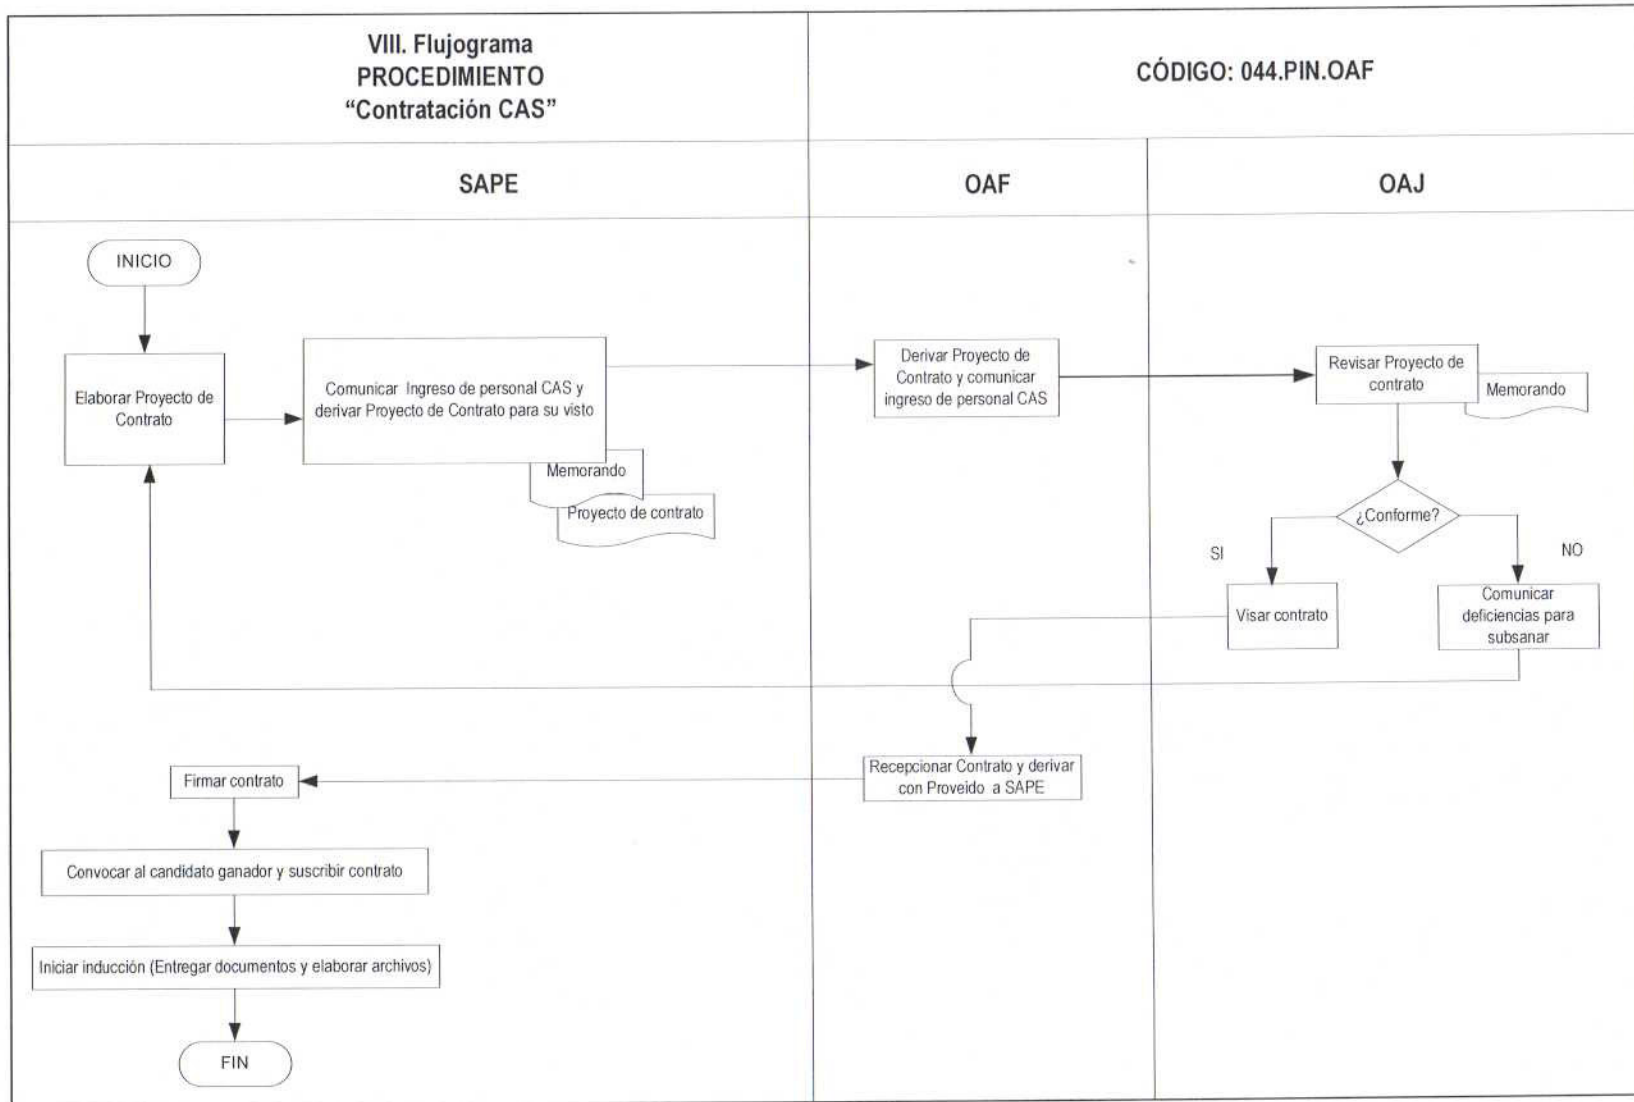 VIII. Flujograma
PROCEDIMIENTO
“Contratación CAS”
CÓDIGO: 044.PIN.OAF
SAPE
OAF
OAJ
INICIO
Elaborar Proyecto de
Contrato
Comunicar Ingreso de personal CAS y
derivar Proyecto de Contrato para su visto
Memorando
Proyecto de contrato
Derivar Proyecto de
Contrato y comunicar
ingreso de personal CAS
Revisar Proyecto de
contrato
Memorando
¿Conforme?
SI
NO
Visar contrato
Comunicar
deficiencias para
subsanar
Recepcionar Contrato y derivar
con Proveido a SAPE
Firmar contrato
Convocar al candidato ganador y suscribir contrato
Iniciar inducción (Entregar documentos y elaborar archivos)
FIN